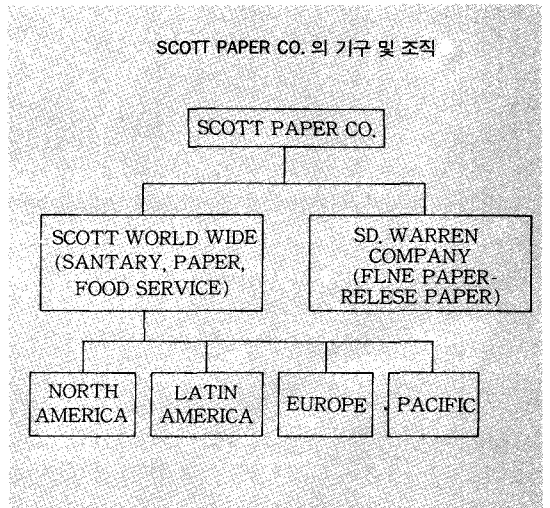 SCOTT PAPER CO. 의 기구 및 조직
SCOTT PAPER CO.
SCOTT WORLD WIDE
(SANTARY, PAPER,
FOOD SERVICE)
SD. WARREN
COMPANY
(FLNE PAPER-
RELESE PAPER)
NORTH
AMERICA
LATIN
AMERICA
EUROPE
PACIFIC